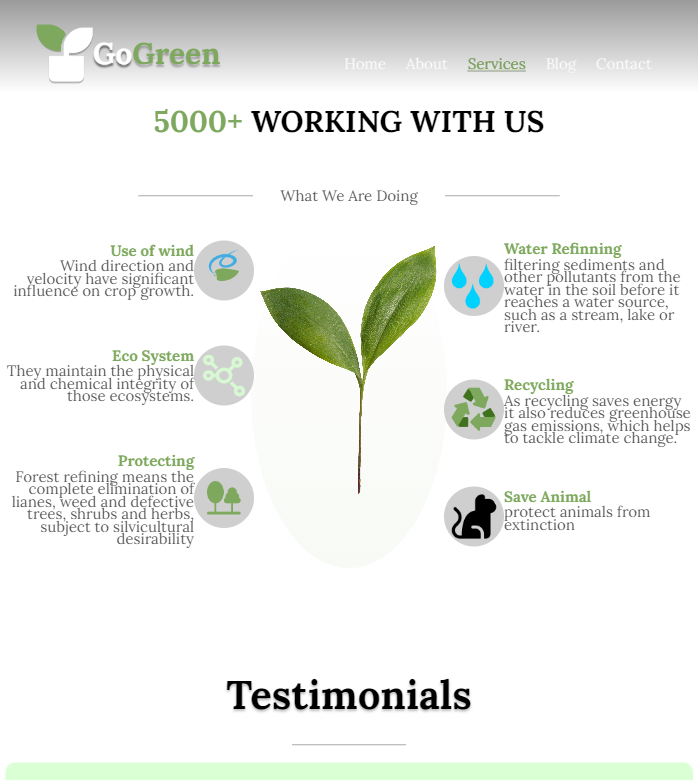 GoGreen
Home About Services Blog Contact
5000+ WORKING WITH US
What We Are Doing
Use of wind
Wind direction and
velocity have significant
influence on crop growth.
Eco System
They maintain the physical
and chemical integrity of
those ecosystems.
Protecting
Forest refining means the
complete elimination of
lianes, weed and defective
trees, shrubs and herbs,
subject to silvicultural
desirability
Water Refinning
filtering sediments and
other pollutants from the
water in the soil before it
reaches a water source,
such as a stream, lake or
river.
Recycling
As recycling saves energy
it also reduces greenhouse
gas emissions, which helps
to tackle climate change.
Save Animal
protect animals from
extinction
Testimonials